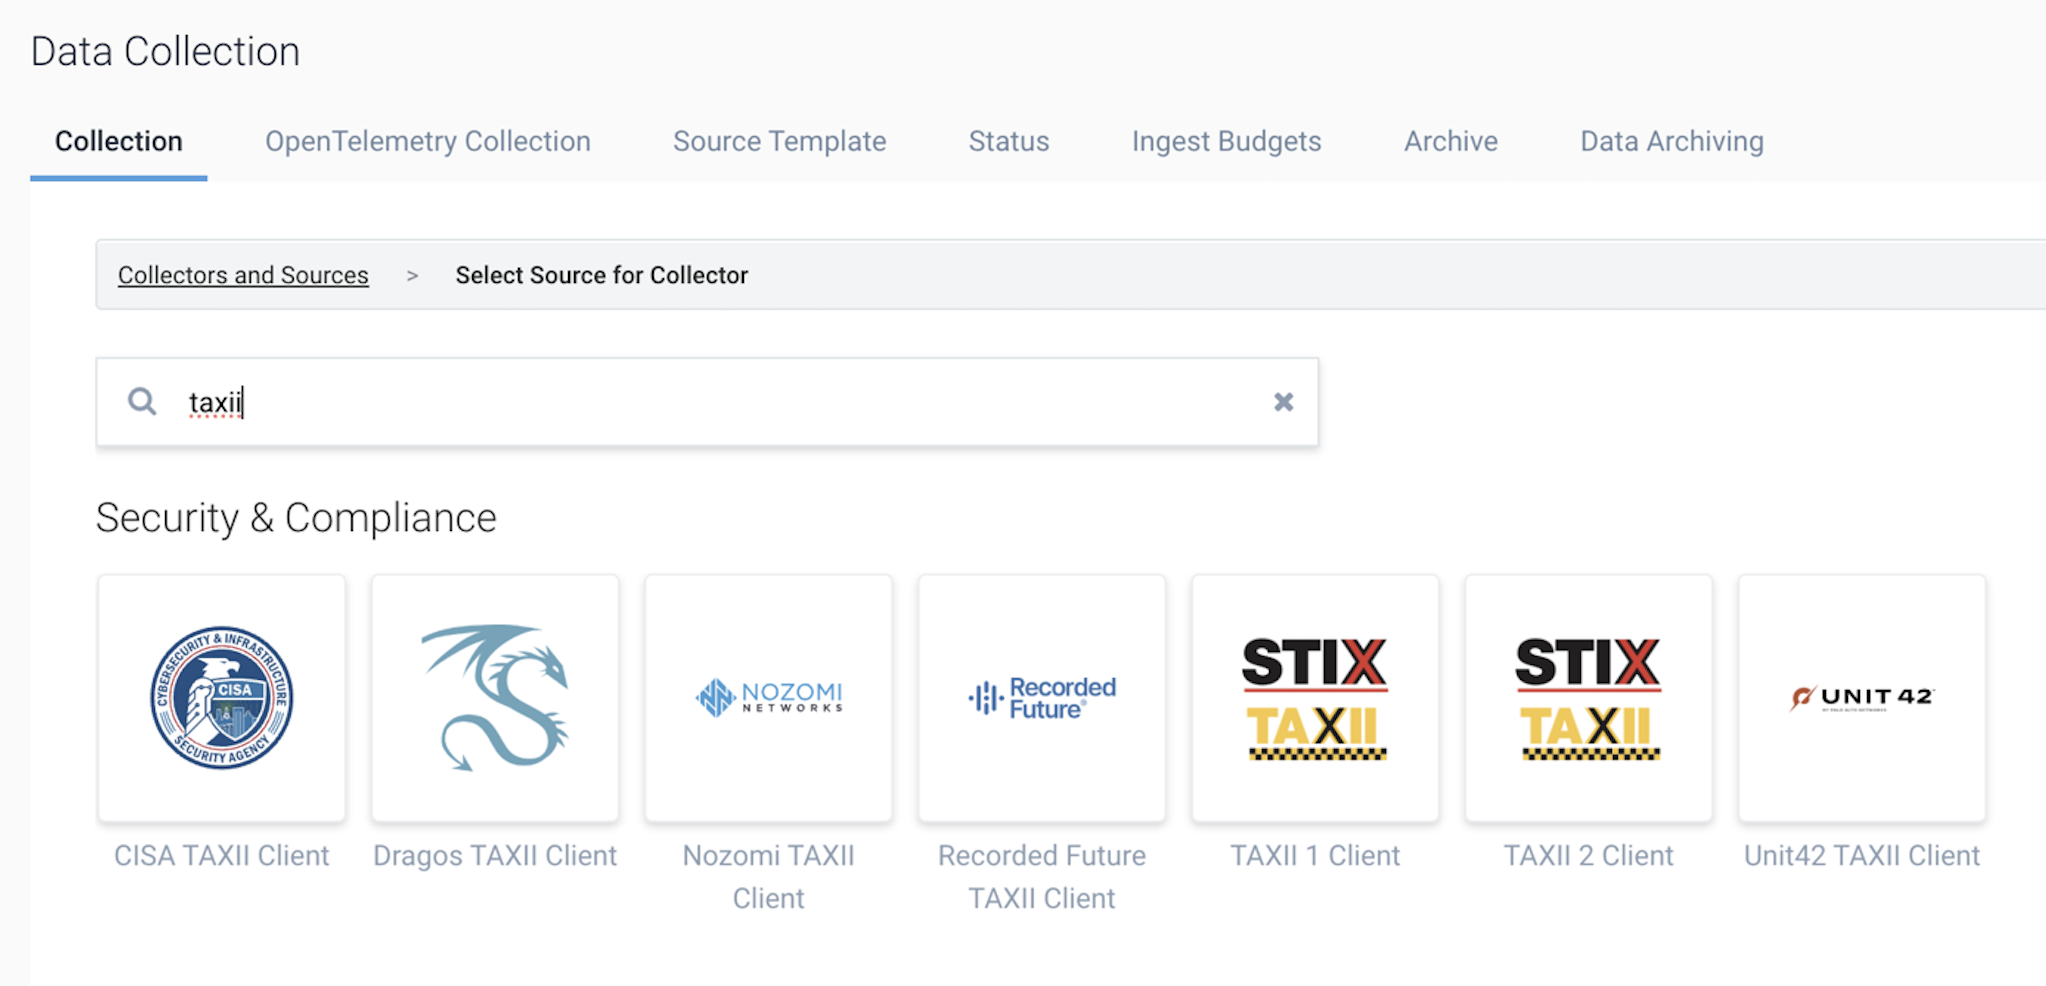 Data Collection
Collection OpenTelemetry Collection Source Template Status Ingest Budgets Archive Data Archiving
Collectors and Sources > Select Source for Collector
taxii
Security & Compliance
CYBERSECURITY & INFRASTRUCTURE
CISA
SECURITY AGENCY
NOZOMI
NETWORKS
Recorded
Future®
STIX
TAXII
STIX
TAXII
UNIT 42
CISA TAXII Client
Dragos TAXII Client
Nozomi TAXII
Client
Recorded Future
TAXII Client
TAXII 1 Client
TAXII 2 Client
Unit42 TAXII Client